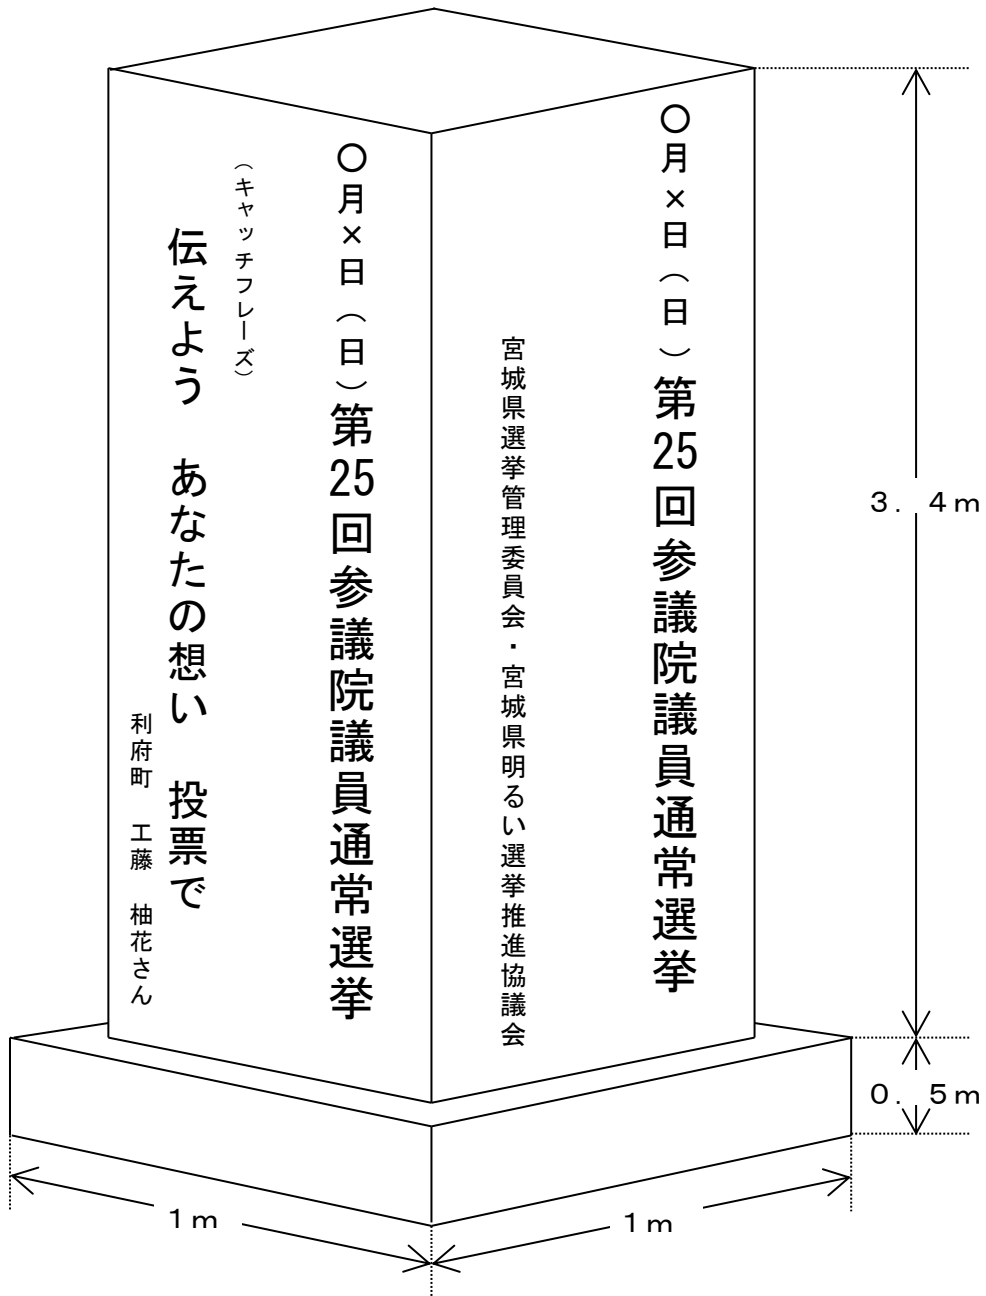 〇月×日（日）第25回参議院議員通常選挙
宮城県選挙管理委員会・宮城県明るい選挙推進協議会
〇月×日（日）第25回参議院議員通常選挙
（キャッチフレーズ）
伝えよう　あなたの想い　投票で
利府町　工藤　柚花さん
３．４ｍ
０．５ｍ
１ｍ
１ｍ